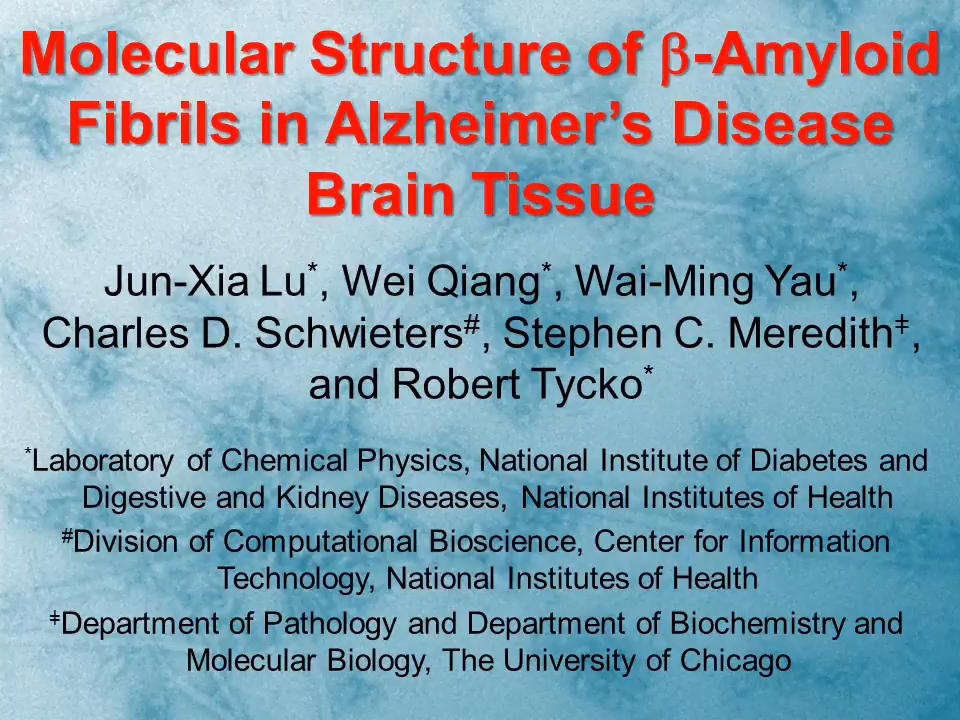 Molecular Structure of β-Amyloid
Fibrils in Alzheimer’s Disease
Brain Tissue
Jun-Xia Lu*, Wei Qiang*, Wai-Ming Yau*,
Charles D. Schwieters#, Stephen C. Meredith‡,
and Robert Tycko*
*Laboratory of Chemical Physics, National Institute of Diabetes and
Digestive and Kidney Diseases, National Institutes of Health
#Division of Computational Bioscience, Center for Information
Technology, National Institutes of Health
‡Department of Pathology and Department of Biochemistry and
Molecular Biology, The University of Chicago